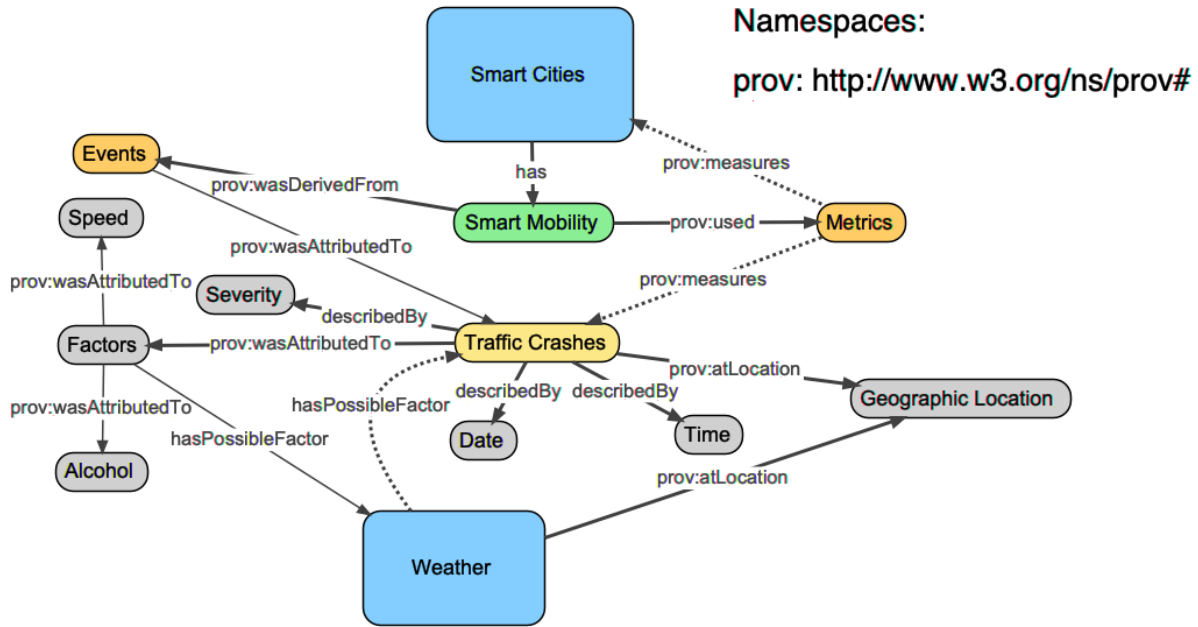 Namespaces:
Smart Cities
prov: http://www.w3.org/ns/prov#
Events
prov:measures
has
prov:wasDerivedFrom
Speed
Smart Mobility
prov:used
Metrics
prov:wasAttributedTo
prov:measures
prov:wasAttributedTo
Severity
describedBy
Factors
prov:wasAttributedTo
Traffic Crashes
prov:atLocation
describedBy
describedBy
Geographic Location
hasPossibleFactor
prov:wasAttributedTo
hasPossibleFactor
Date
Time
Alcohol
prov:atLocation
Weather